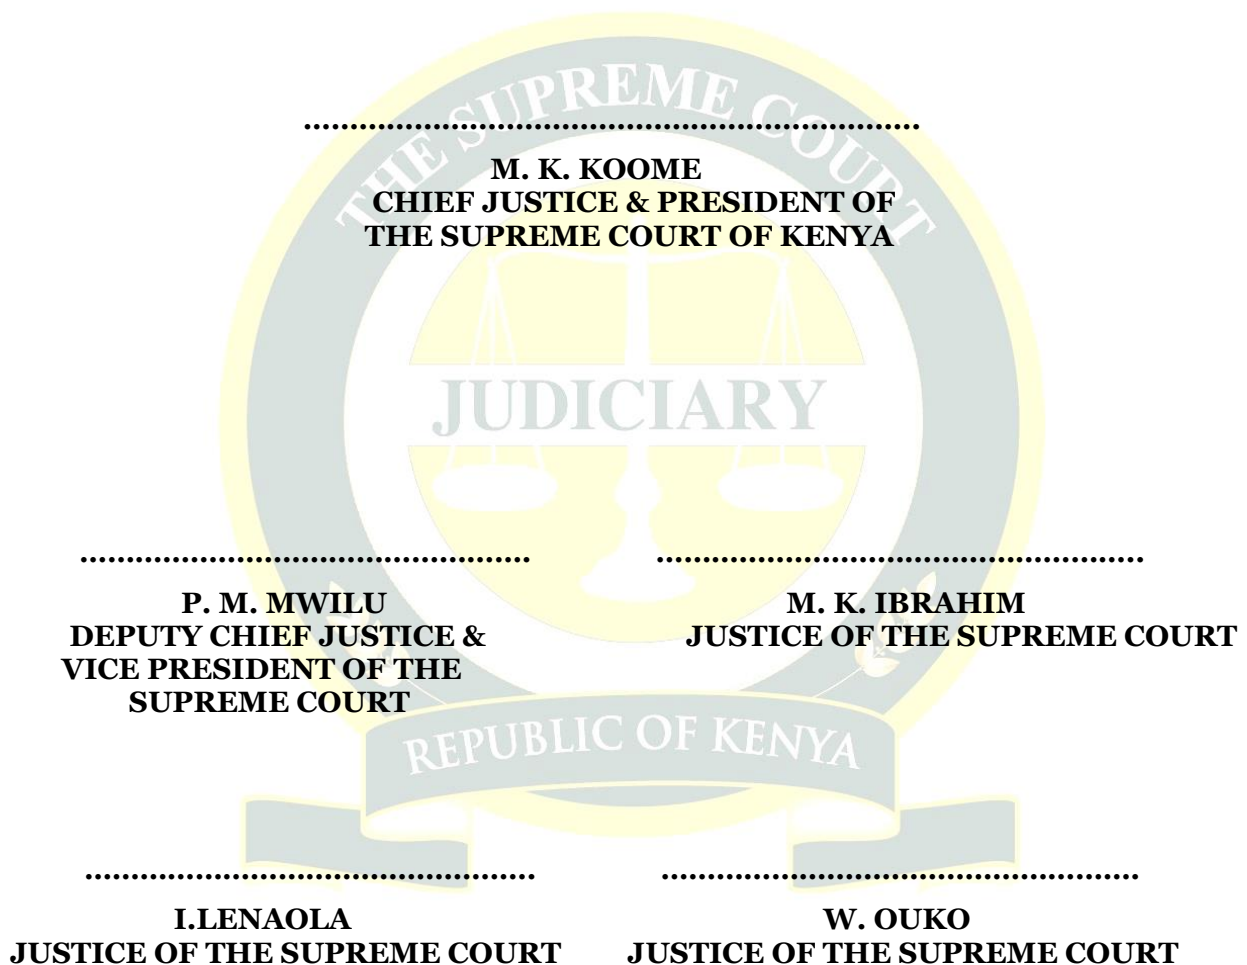 THE SUPREME COURT
..................................................................
M. K. KOOME
CHIEF JUSTICE & PRESIDENT OF
THE SUPREME COURT OF KENYA
JUDICIARY
................................................
....................................................
P. M. MWILU
DEPUTY CHIEF JUSTICE &
VICE PRESIDENT OF THE
SUPREME COURT
M. K. IBRAHIM
JUSTICE OF THE SUPREME COURT
REPUBLIC OF KENYA
................................................
...................................................
I.LENAOLA
JUSTICE OF THE SUPREME COURT
W. OUKO
JUSTICE OF THE SUPREME COURT